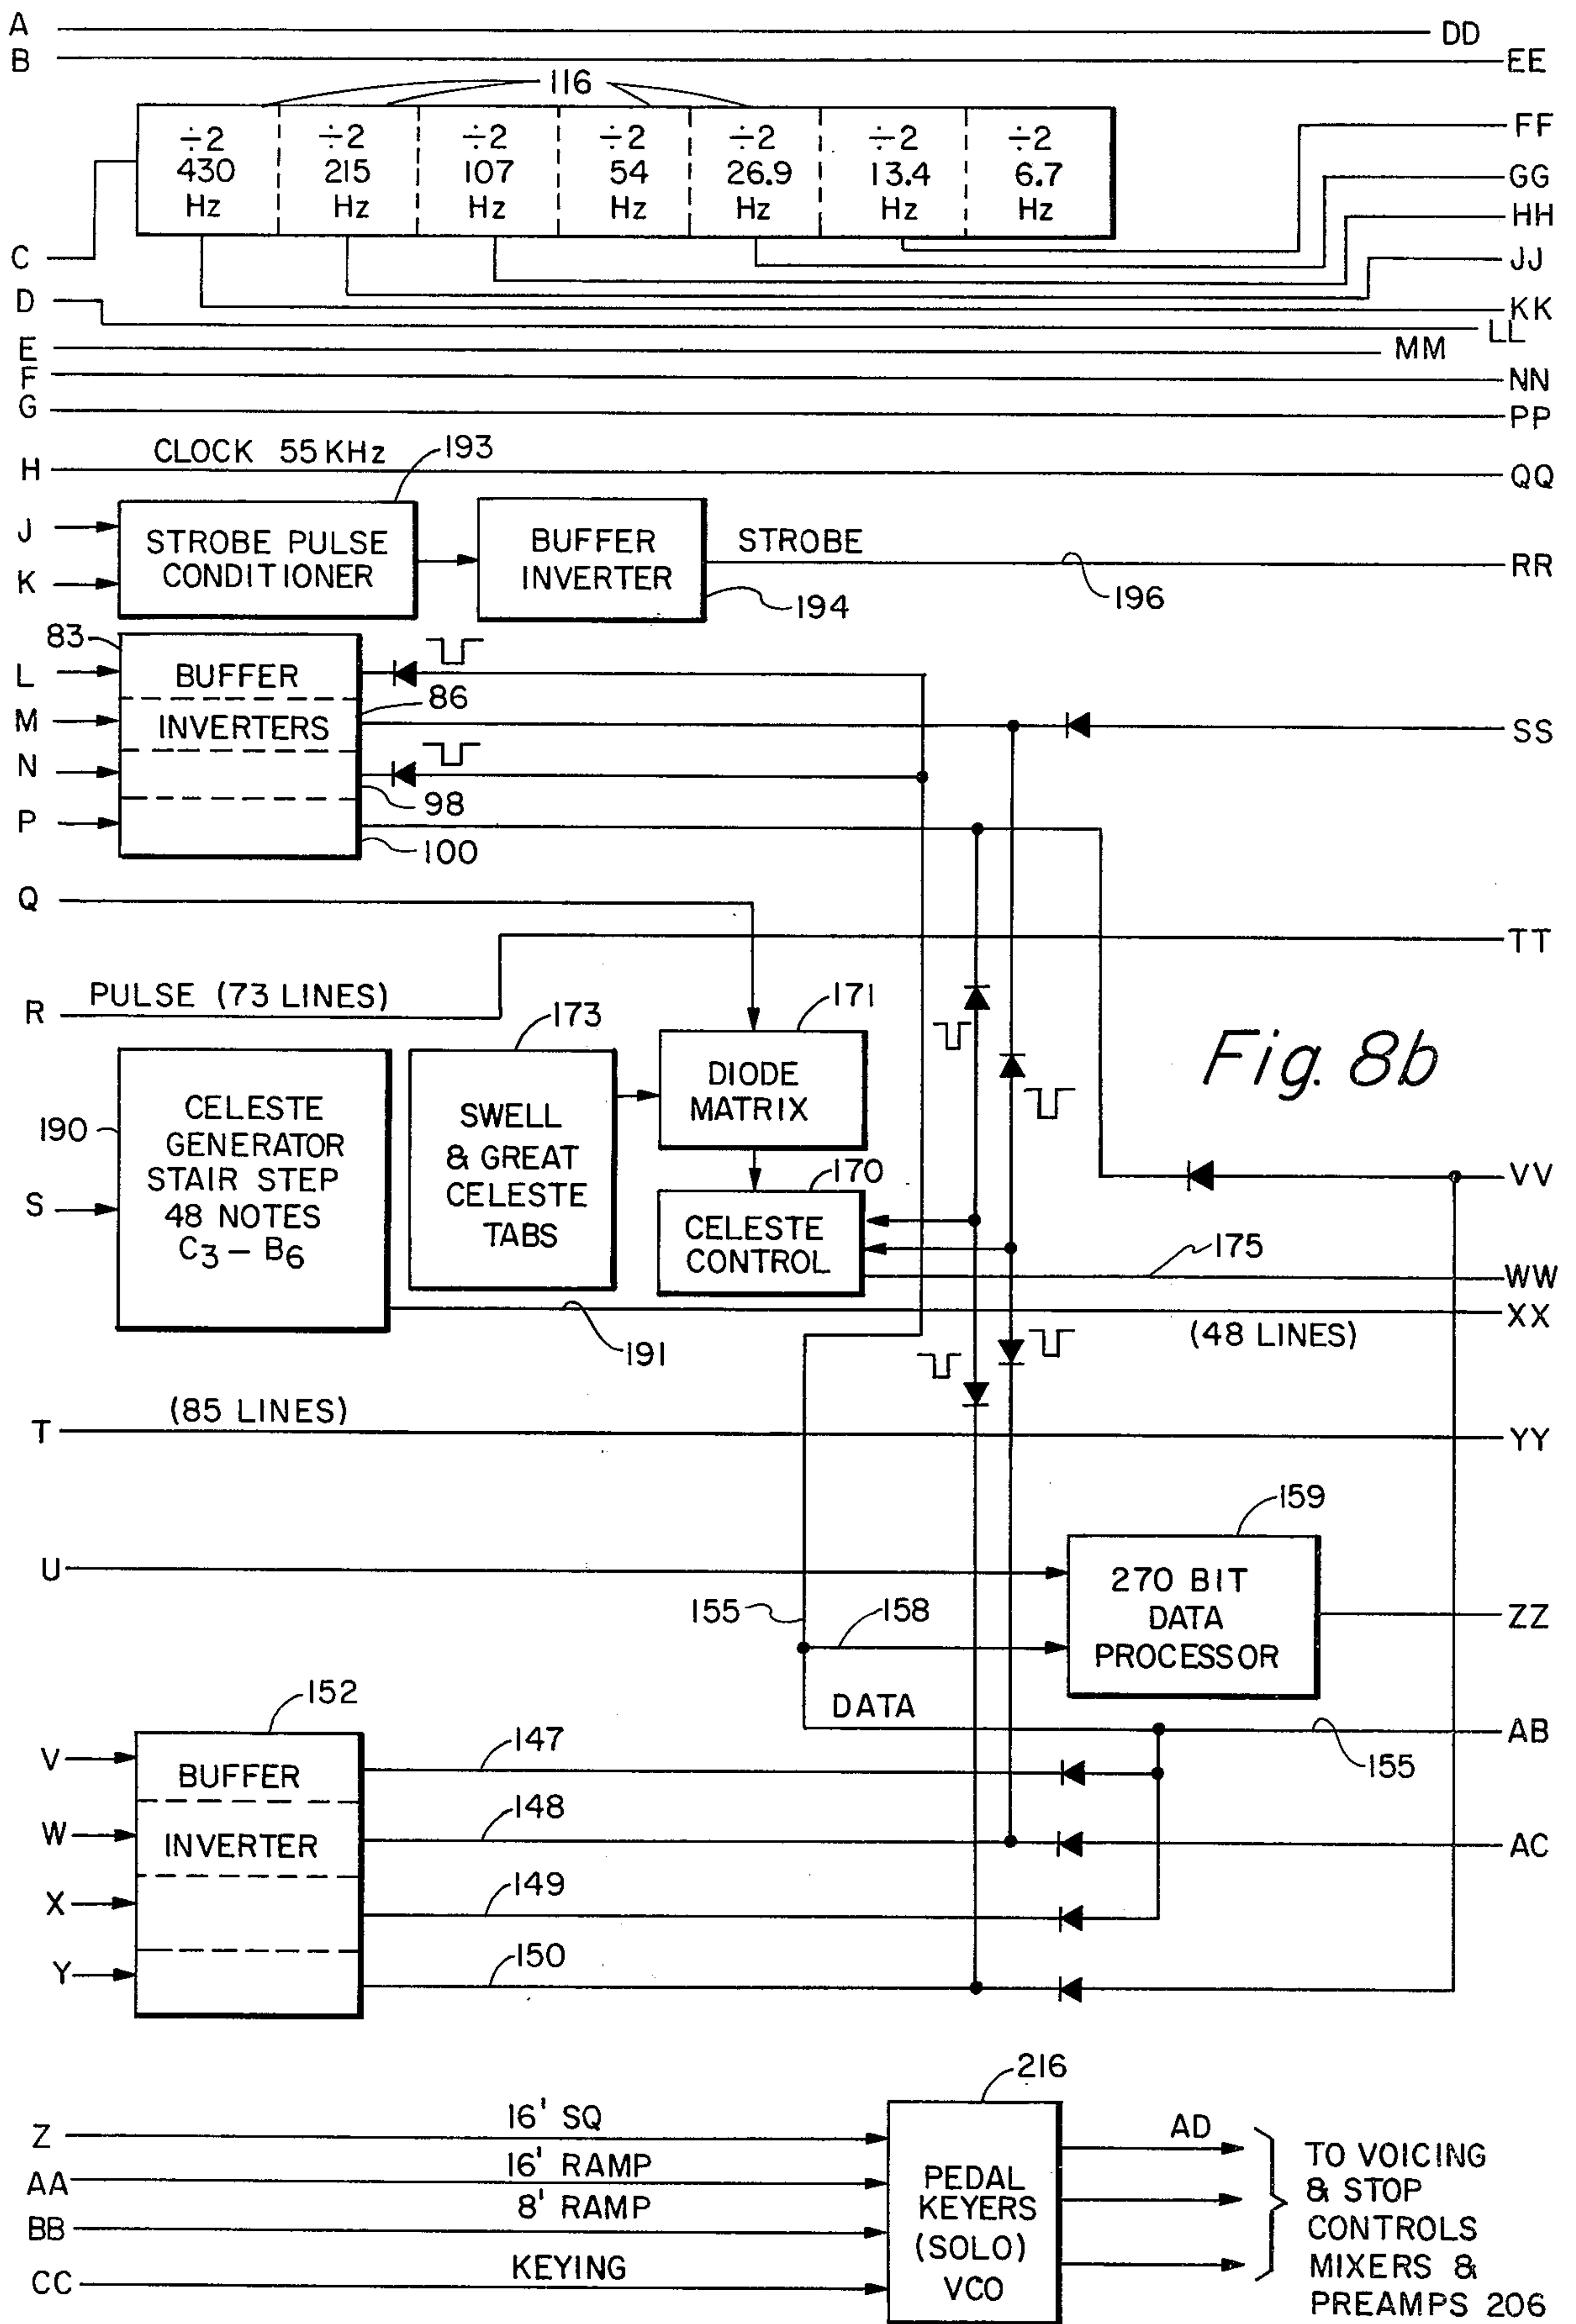 A DD
B EE
116
÷2 ÷2 ÷2 ÷2 ÷2 ÷2 ÷2
430 215 107 54 26.9 13.4 6.7
Hz Hz Hz Hz Hz Hz Hz
FF
GG
HH
C JJ
D KK
LL
E MM
F NN
G PP
CLOCK 55KHz 193
H QQ
J STROBE PULSE BUFFER STROBE
K CONDITIONER INVERTER RR
194 196
83
L BUFFER
86
M INVERTERS SS
N
98
P
100
Q
TT
R PULSE (73 LINES)
173 171
Fig. 8b
DIODE
MATRIX
190
CELESTE
GENERATOR
STAIR STEP
48 NOTES
C3 – B6
S
SWELL
& GREAT
CELESTE
TABS
170
CELESTE
CONTROL
VV
175
WW
XX
191 (48 LINES)
(85 LINES)
T YY
159
U
270 BIT
DATA
PROCESSOR
155 158 ZZ
152 DATA
AB
V BUFFER 147 155
W INVERTER 148 AC
X 149
Y 150
216
Z 16' SQ
AA 16' RAMP
BB 8' RAMP
CC KEYING
PEDAL
KEYERS
(SOLO)
VCO
AD
TO VOICING
& STOP
CONTROLS
MIXERS &
PREAMPS 206